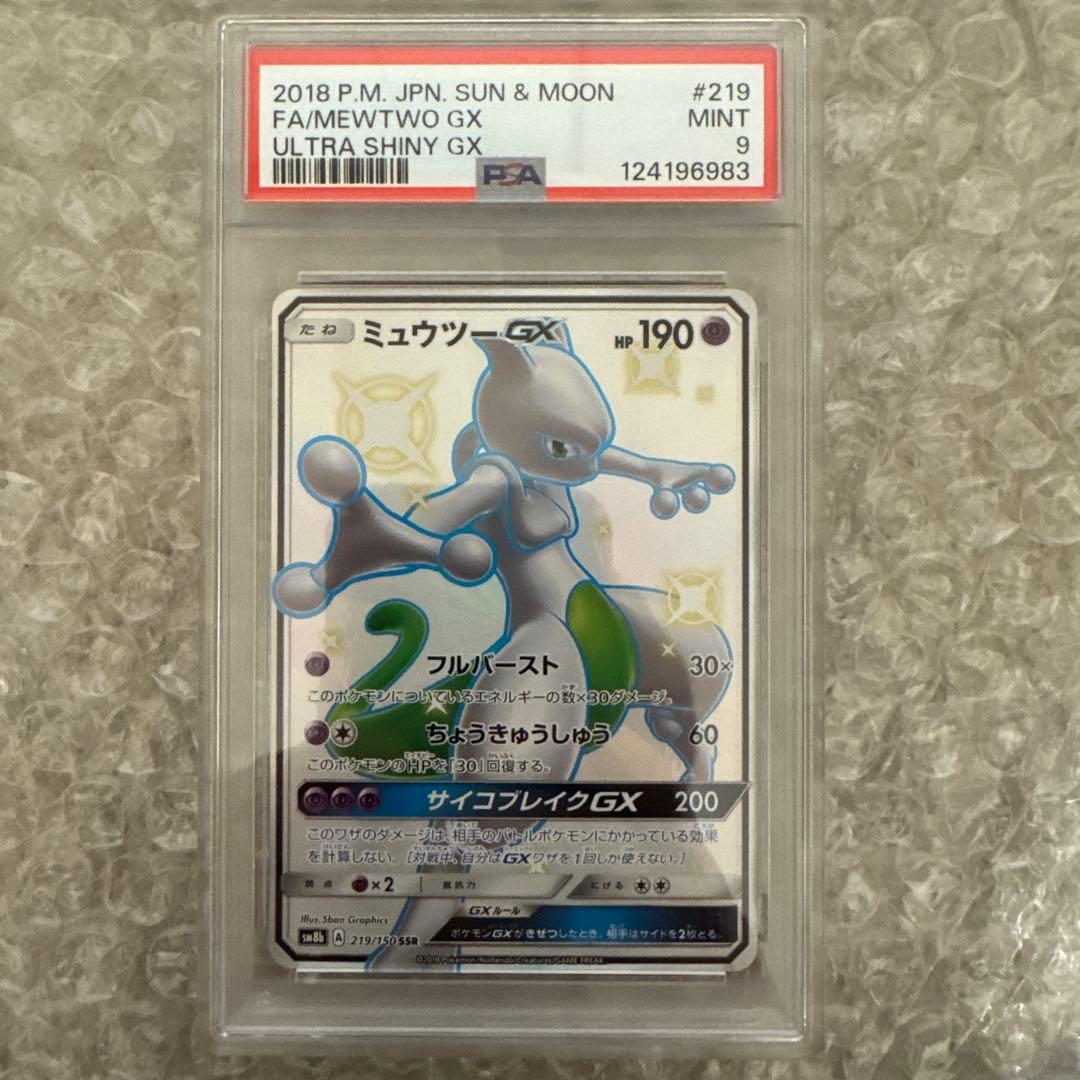 2018 P.M. JPN. SUN & MOON #219
FA/MEWTWO GX MINT
ULTRA SHINY GX 9
PSA 124196983
たね ミュウツーGX HP 190
フルバースト 30×
このポケモンについているエネルギーの数×30ダメージ。
ちょうきゅうしゅう 60
このポケモンのHPを「30」回復する。
サイコブレイクGX 200
このワザのダメージは、相手のバトルポケモンにかかっている効果
を計算しない。[対戦中、自分はGXワザを1回しか使えない。]
弱点 ×2 抵抗力 にげる
GXルール
Illus. 5ban Graphics
ポケモンGXがきぜつしたとき、相手はサイドを2枚とる。
SM8b A 219/150 SSR
©2018 Pokémon/Nintendo/Creatures/GAME FREAK